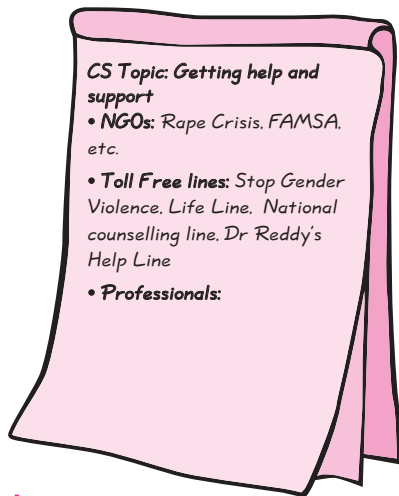 CS Topic: Getting help and
support
• NGOs: Rape Crisis, FAMSA,
etc.
• Toll Free lines: Stop Gender
Violence, Life Line,  National
counselling line, Dr Reddy's
Help Line
• Professionals: